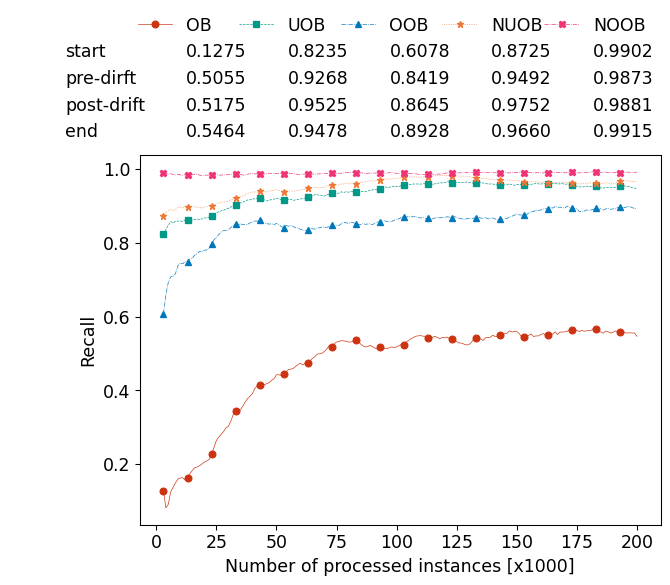 OB UOB OOB NUOB NOOB
start 0.1275 0.8235 0.6078 0.8725 0.9902
pre-dirft 0.5055 0.9268 0.8419 0.9492 0.9873
post-drift 0.5175 0.9525 0.8645 0.9752 0.9881
end 0.5464 0.9478 0.8928 0.9660 0.9915
1.0
0.8
0.6
0.4
0.2
Recall
0 25 50 75 100 125 150 175 200
Number of processed instances [x1000]